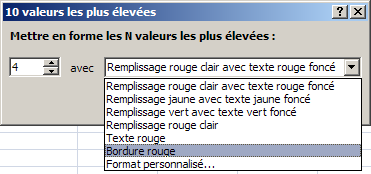 10 valeurs les plus élevées
Mettre en forme les N valeurs les plus élevées :
4 avec Remplissage rouge clair avec texte rouge foncé
Remplissage rouge clair avec texte rouge foncé
Remplissage jaune avec texte jaune foncé
Remplissage vert avec texte vert foncé
Remplissage rouge clair
Texte rouge
Bordure rouge
Format personnalisé...